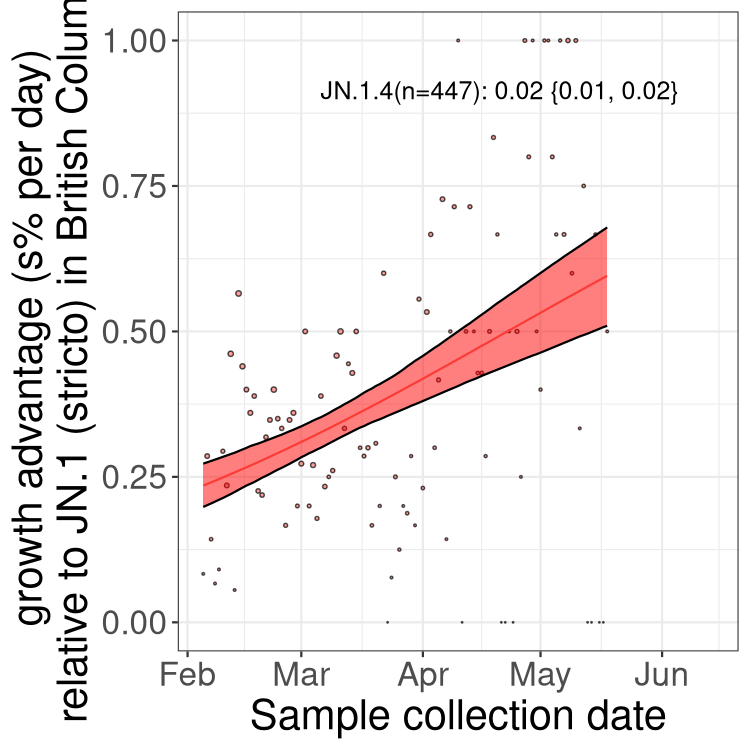 growth advantage (s% per day)
relative to JN.1 (stricto) in British Colum
1.00
0.75
0.50
0.25
0.00
JN.1.4(n=447): 0.02 {0.01, 0.02}
Feb Mar Apr May Jun
Sample collection date